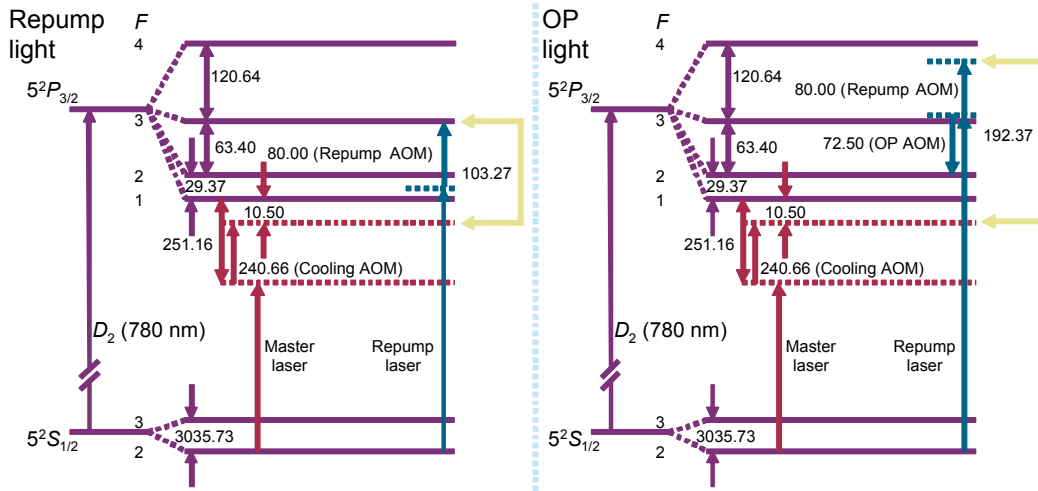 Repump
light
F
4
120.64
5²P₃/₂
3
63.40
80.00 (Repump AOM)
103.27
2
29.37
1
10.50
251.16
240.66 (Cooling AOM)
D₂ (780 nm)
Master
laser
Repump
laser
3
5²S₁/₂
3035.73
2
OP
light
F
4
120.64
80.00 (Repump AOM)
5²P₃/₂
3
63.40
72.50 (OP AOM)
192.37
2
29.37
1
10.50
251.16
240.66 (Cooling AOM)
D₂ (780 nm)
Master
laser
Repump
laser
3
5²S₁/₂
3035.73
2